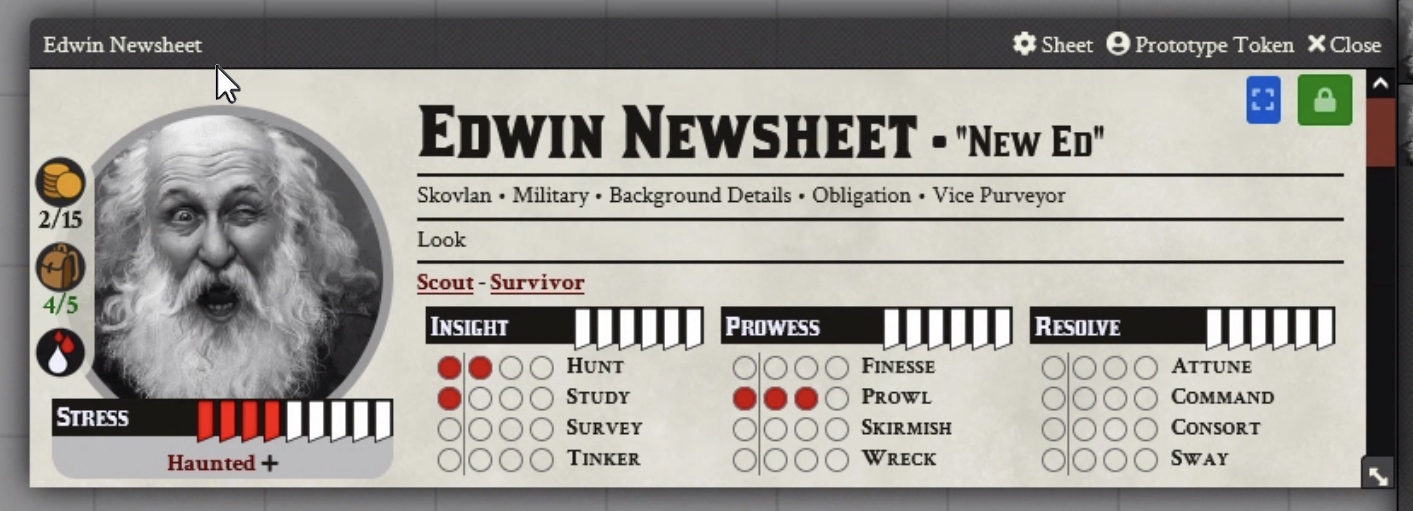 Edwin Newsheet Sheet Prototype Token Close
Edwin Newsheet • "New Ed"
Skovlan • Military • Background Details • Obligation • Vice Purveyor
Look
Scout - Survivor
2/15
4/5
Insight Prowess Resolve
Hunt Finesse Attune
Study Prowl Command
Survey Skirmish Consort
Tinker Wreck Sway
Stress
Haunted +